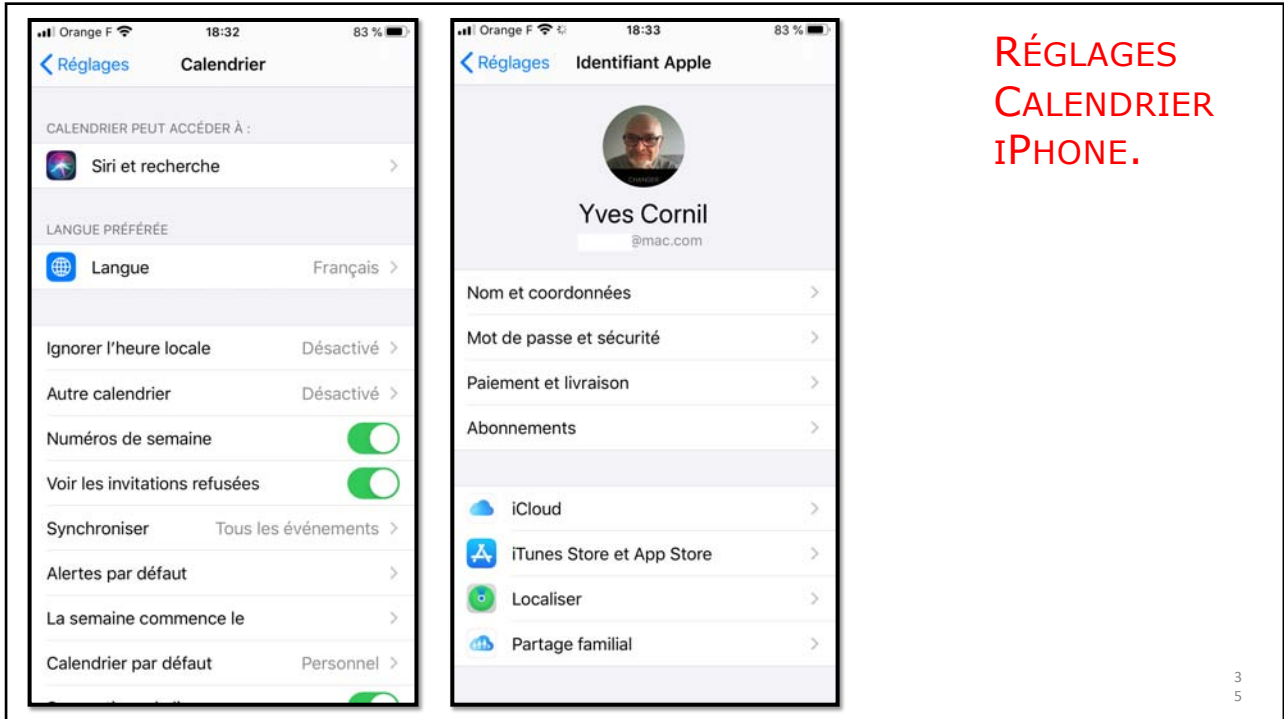 Orange F 18:32 83 %
Réglages Calendrier
CALENDRIER PEUT ACCÉDER À :
Siri et recherche
LANGUE PRÉFÉRÉE
Langue Français
Ignorer l'heure locale Désactivé
Autre calendrier Désactivé
Numéros de semaine
Voir les invitations refusées
Synchroniser Tous les événements
Alertes par défaut
La semaine commence le
Calendrier par défaut Personnel
Orange F 18:33 83 %
Réglages Identifiant Apple
CHANGER
Yves Cornil
@mac.com
Nom et coordonnées
Mot de passe et sécurité
Paiement et livraison
Abonnements
iCloud
iTunes Store et App Store
Localiser
Partage familial
RÉGLAGES
CALENDRIER
IPHONE.
3
5